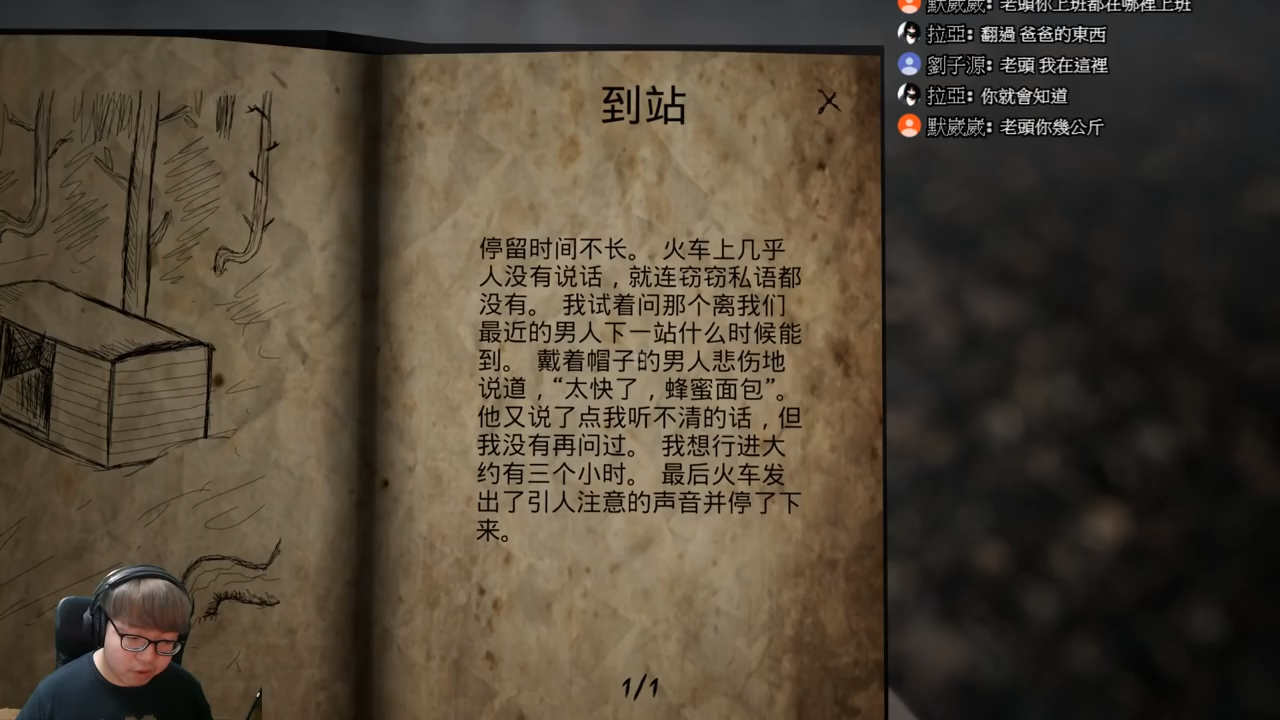 默嵗嵗: 老頭你上班都在哪裡上班
拉亞: 翻過 爸爸的東西
劉子源: 老頭 我在這裡
拉亞: 你就會知道
默嵗嵗: 老頭你幾公斤
到站
停留时间不长。 火车上几乎
人没有说话，就连窃窃私语都
没有。 我试着问那个离我们
最近的男人下一站什么时候能
到。 戴着帽子的男人悲伤地
说道，“太快了，蜂蜜面包”。
他又说了点我听不清的话，但
我没有再问过。 我想行进大
约有三个小时。 最后火车发
出了引人注意的声音并停了下
来。
1/1